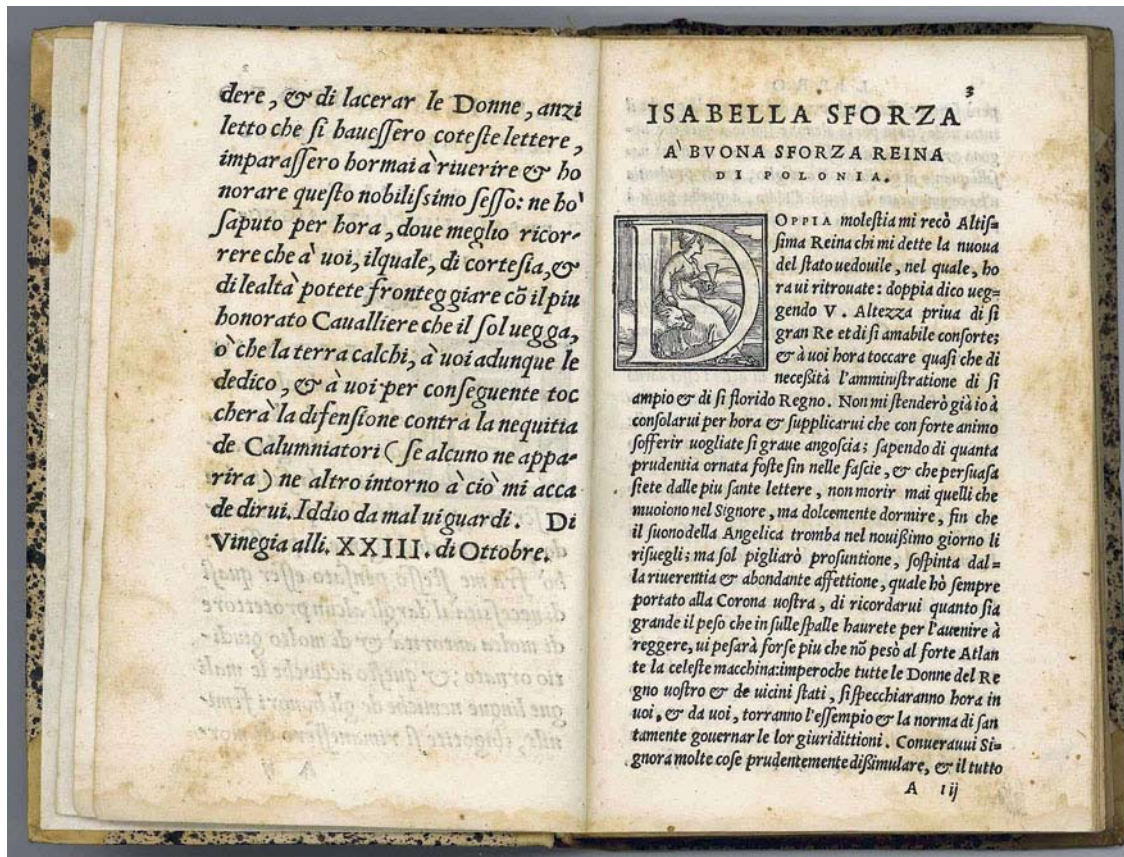 2
dere, & di lacerar le Donne, anzi
letto che si hauessero coteste lettere,
imparassero hormai à riuerire & ho
norare questo nobilissimo sesso: ne hò
saputo per hora, doue meglio ricor-
rere che à uoi, ilquale, di cortesia, &
di lealtà potete fronteggiare cō il piu
honorato Caualliere che il sol uegga,
ò che la terra calchi, à uoi adunque le
dedico, & à uoi per conseguente toc
cherà la difensione contra la nequitia
de Calumniatori (se alcuno ne appa-
rira) ne altro intorno à ciò mi acca
de dirui. Iddio da mal ui guardi. Di
Vinegia alli. XXIII. di Ottobre.
3
ISABELLA SFORZA
A' BVONA SFORZA REINA
DI POLONIA.
DOPPIA molestia mi recò Altis=
sima Reina chi mi dette la nuoua
del stato uedouile, nel quale, ho
ra ui ritrouate: doppia dico ueg=
gendo V. Altezza priua di sì
gran Re et di sì amabile consorte;
& à uoi hora toccare quasi che di
necessità l'amministratione di sì
ampio & di sì florido Regno. Non mi stenderò già io à
consolarui per hora & supplicarui che con forte animo
sofferir uogliate sì graue angoscia; sapendo di quanta
prudentia ornata foste sin nelle fascie, & che persuasa
siete dalle piu sante lettere, non morir mai quelli che
muoiono nel Signore, ma dolcemente dormire, fin che
il suono della Angelica tromba nel nouissimo giorno li
risuegli; ma sol pigliarò prosuntione, sospinta dal=
la riuerentia & abondante affettione, quale hò sempre
portato alla Corona uostra, di ricordarui quanto sia
grande il peso che in sulle spalle haurete per l'auenire à
reggere, ui pesarà forse piu che nō pesò al forte Atlan
te la celeste macchina: imperoche tutte le Donne del Re
gno uostro & de uicini stati, si specchiaranno hora in
uoi, & da uoi, torranno l'essempio & la norma di san
tamente gouernar le lor giuridittioni. Conuerauui Si=
gnora molte cose prudentemente dissimulare, & il tutto
A iij